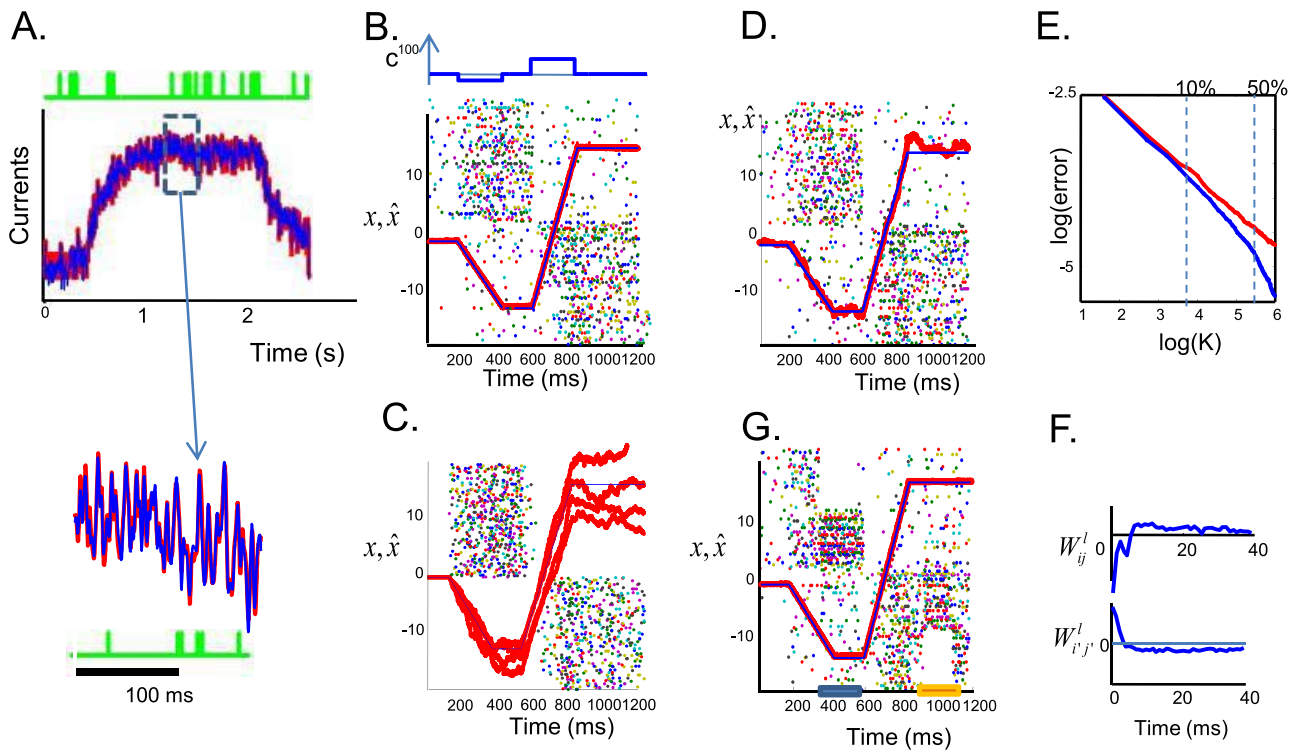 A.
Currents
1
2
0
Time (s)
100 ms
B.
c¹⁰⁰
x, x̂
10
0
-10
200 400 600 800 1000 1200
Time (ms)
C.
x, x̂
10
0
-10
200 400 600 800 1000 1200
Time (ms)
D.
x, x̂
10
0
-10
200 400 600 800 1000 1200
Time (ms)
G.
x, x̂
10
0
-10
200 400 600 800 1000 1200
Time (ms)
E.
10% 50%
-2.5
log(error)
-5
1 2 3 4 5 6
log(K)
F.
Wˡᵢⱼ
0
20 40
Wˡᵢ'ⱼ'
0
0 20 40
Time (ms)